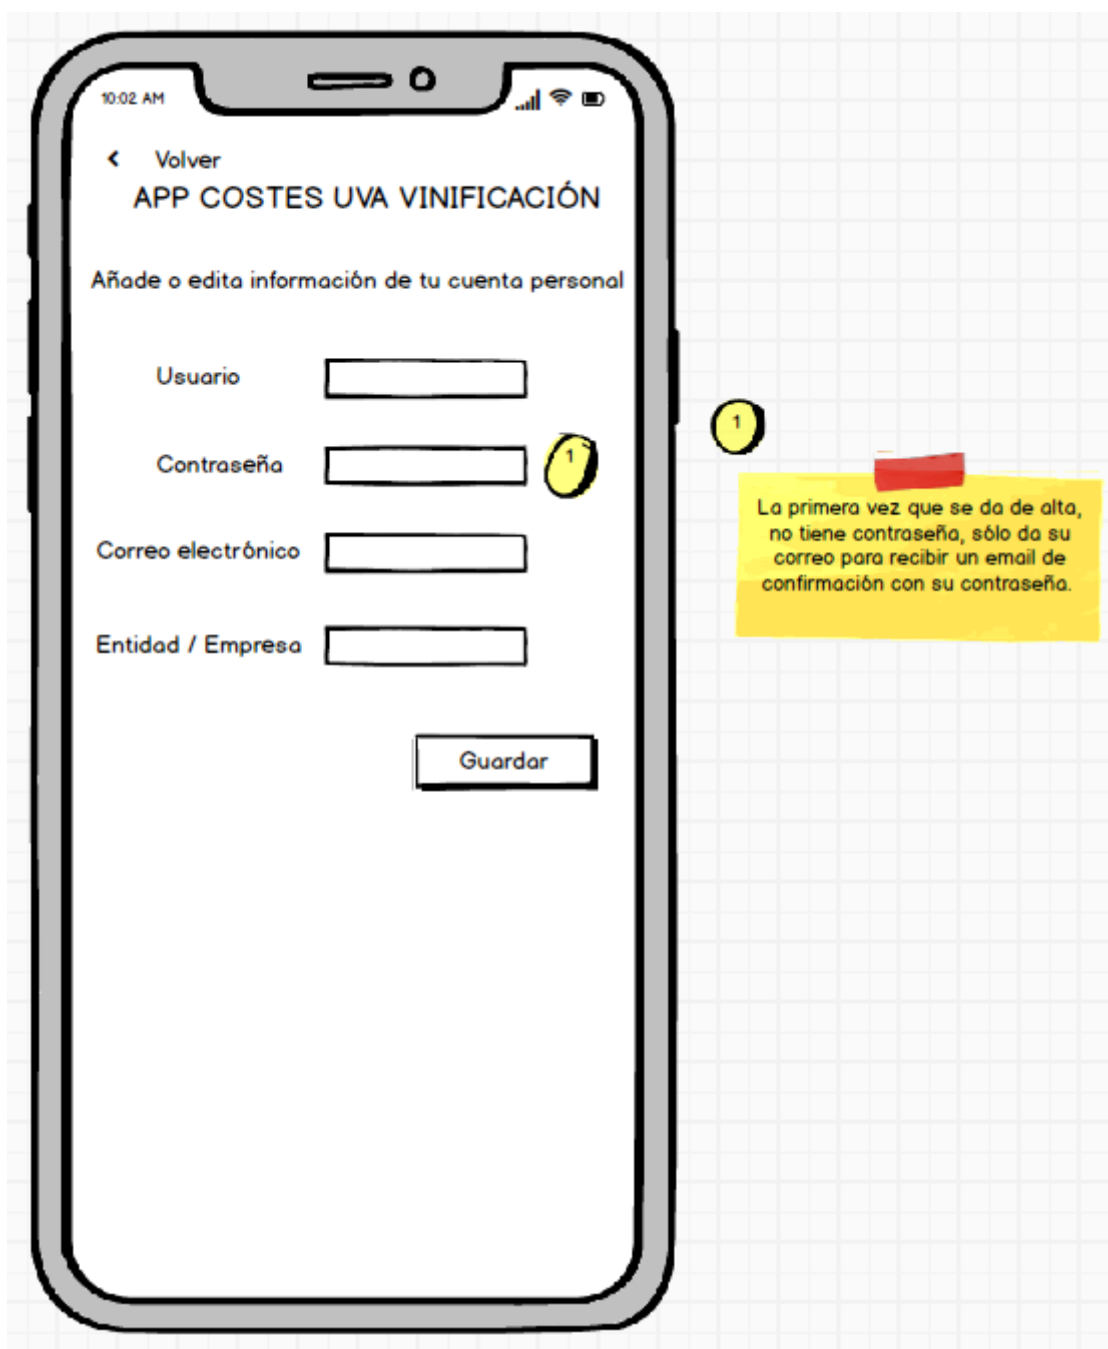 10:02 AM
Volver
APP COSTES UVA VINIFICACIÓN
Añade o edita información de tu cuenta personal
Usuario
Contraseña
1
Correo electrónico
Entidad / Empresa
Guardar
1
La primera vez que se da de alta,
no tiene contraseña, sólo da su
correo para recibir un email de
confirmación con su contraseña.